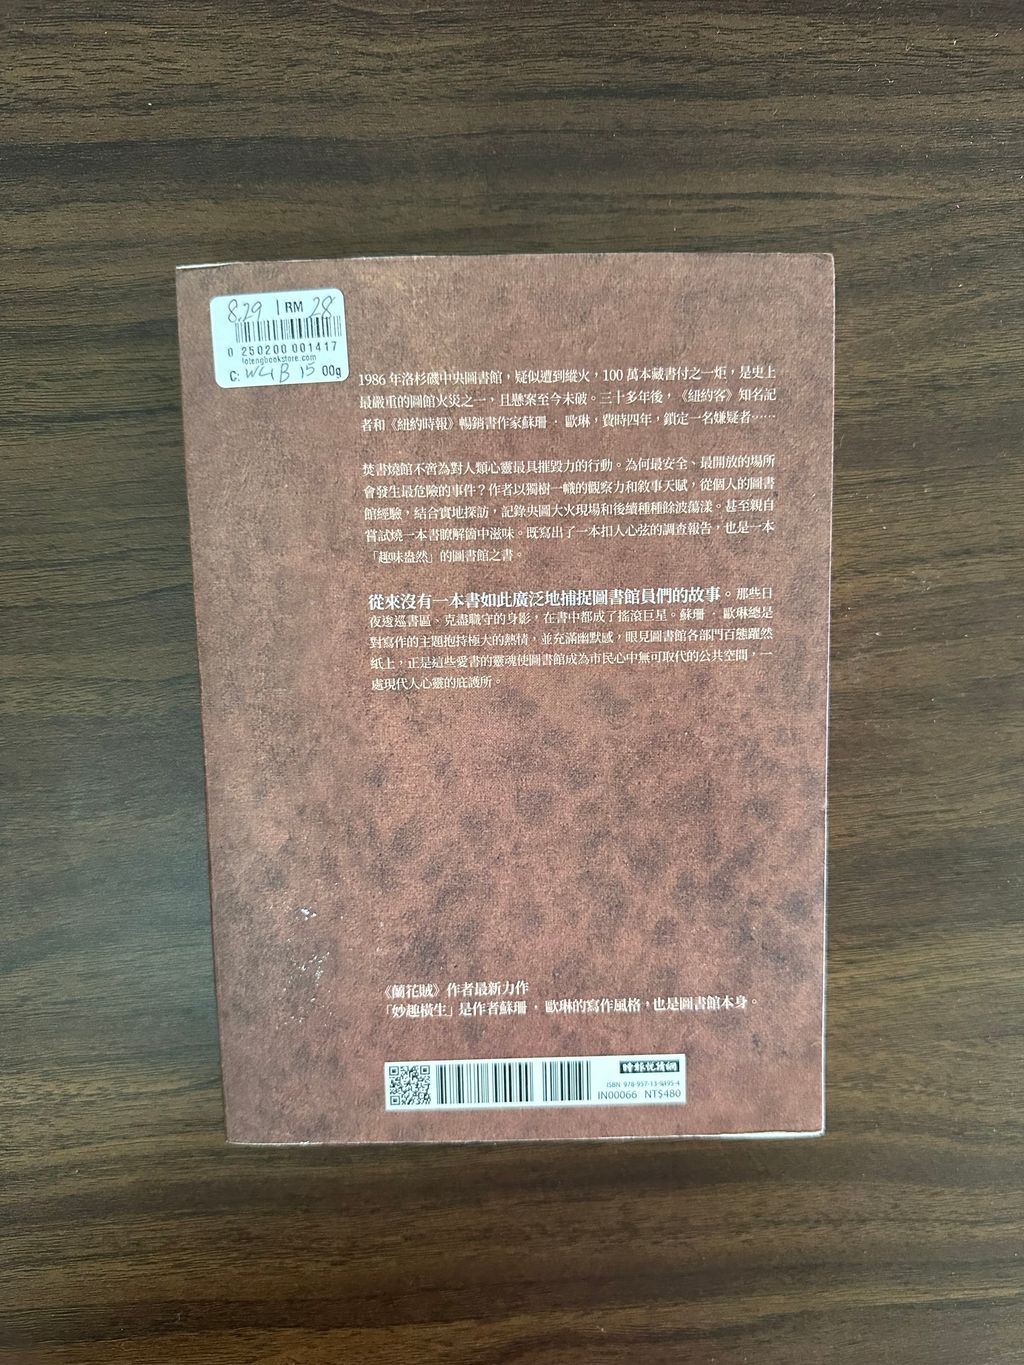 8.29 | RM 28
0 250200 001417
lotengbookstore.com
C: WGB 15 00g
1986 年洛杉磯中央圖書館，疑似遭到縱火，100 萬本藏書付之一炬，是史上
最嚴重的圖館火災之一，且懸案至今未破。三十多年後，《紐約客》知名記
者和《紐約時報》暢銷書作家蘇珊．歐琳，費時四年，鎖定一名嫌疑者……
焚書燒館不啻為對人類心靈最具摧毀力的行動。為何最安全、最開放的場所
會發生最危險的事件？作者以獨樹一幟的觀察力和敘事天賦，從個人的圖書
館經驗，結合實地探訪，記錄央圖大火現場和後續種種餘波蕩漾。甚至親自
嘗試燒一本書瞭解箇中滋味。既寫出了一本扣人心弦的調查報告，也是一本
「趣味盎然」的圖書館之書。
從來沒有一本書如此廣泛地捕捉圖書館員們的故事。那些日
夜逡巡書區、克盡職守的身影，在書中都成了搖滾巨星。蘇珊．歐琳總是
對寫作的主題抱持極大的熱情，並充滿幽默感，眼見圖書館各部門百態躍然
紙上，正是這些愛書的靈魂使圖書館成為市民心中無可取代的公共空間，一
處現代人心靈的庇護所。
《蘭花賊》作者最新力作
「妙趣橫生」是作者蘇珊．歐琳的寫作風格，也是圖書館本身。
時報悅讀網
ISBN 978-957-13-8495-4
IN00066 NT$480